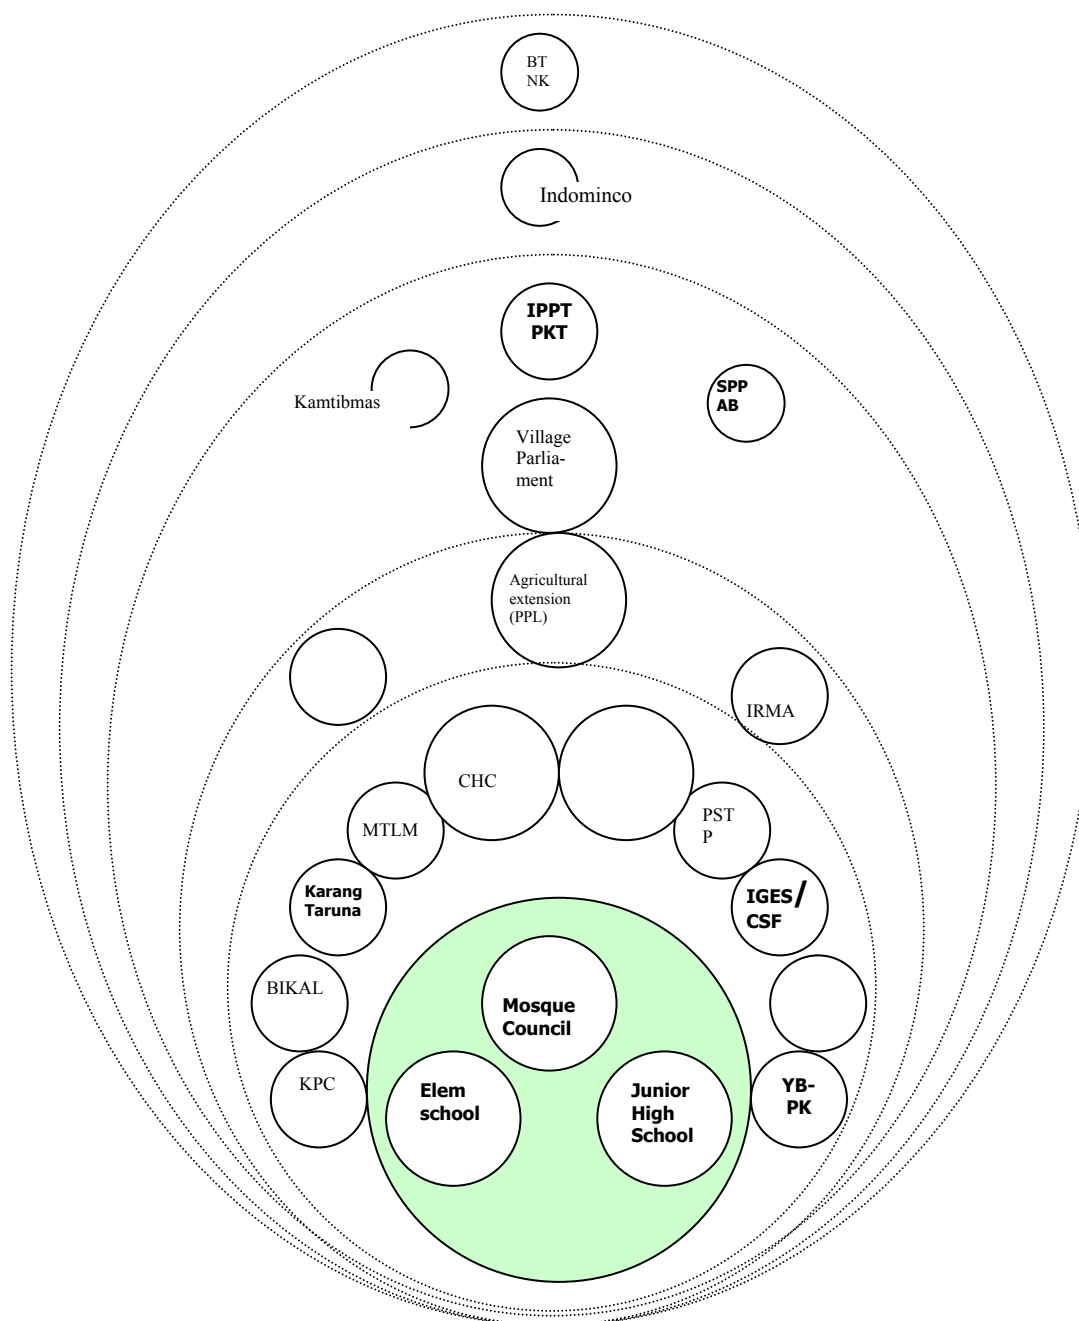 BT
NK
Indominco
IPPT
PKT
Kamtibmas
SPP
AB
Village
Parlia-
ment
Agricultural
extension
(PPL)
IRMA
CHC
MTLM
PST
P
Karang
Taruna
IGES/
CSF
BIKAL
Mosque
Council
KPC
Elem
school
Junior
High
School
YB-
PK